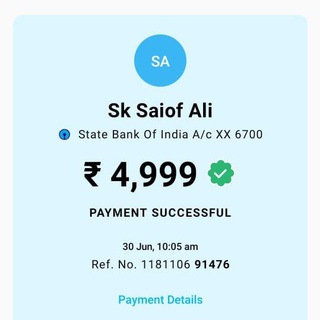 SA
Sk Saiof Ali
State Bank Of India A/c XX 6700
₹ 4,999
PAYMENT SUCCESSFUL
30 Jun, 10:05 am
Ref. No. 1181106 91476
Payment Details